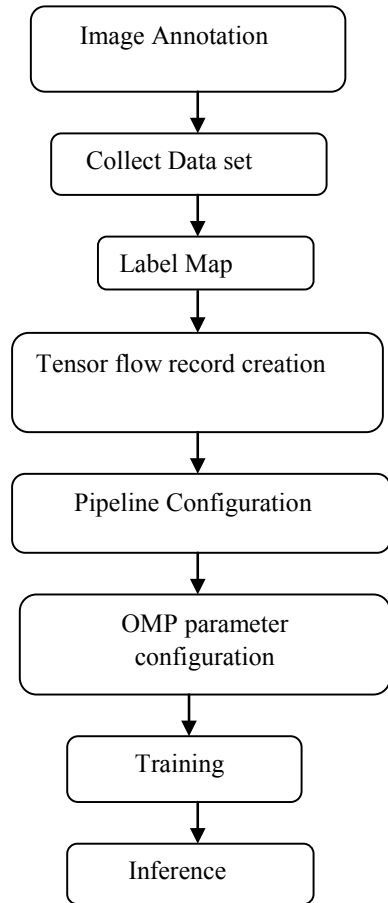 Image Annotation
Collect Data set
Label Map
Tensor flow record creation
Pipeline Configuration
OMP parameter
configuration
Training
Inference